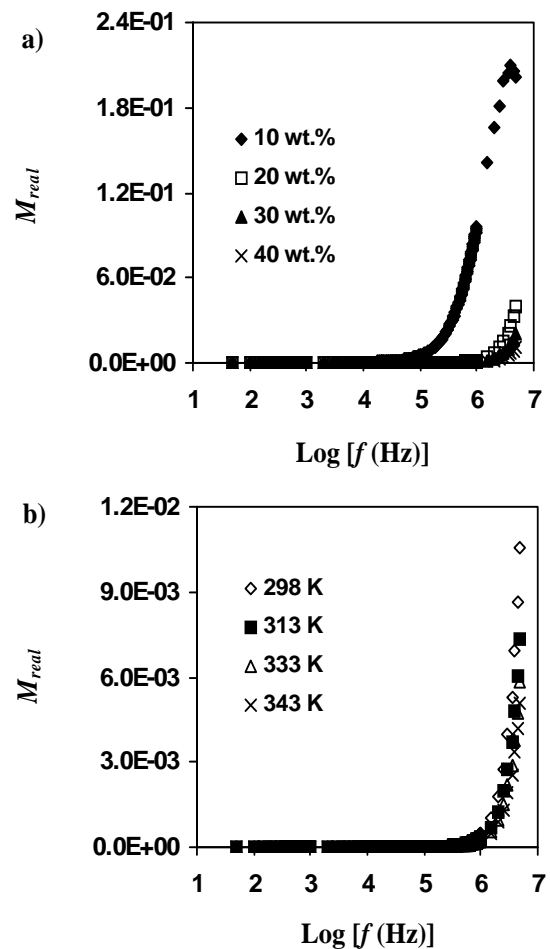 a)
2.4E-01
1.8E-01
1.2E-01
6.0E-02
0.0E+00
M real
10 wt.%
20 wt.%
30 wt.%
40 wt.%
1 2 3 4 5 6 7
Log [f (Hz)]
b)
1.2E-02
9.0E-03
6.0E-03
3.0E-03
0.0E+00
M real
298 K
313 K
333 K
343 K
1 2 3 4 5 6 7
Log [f (Hz)]